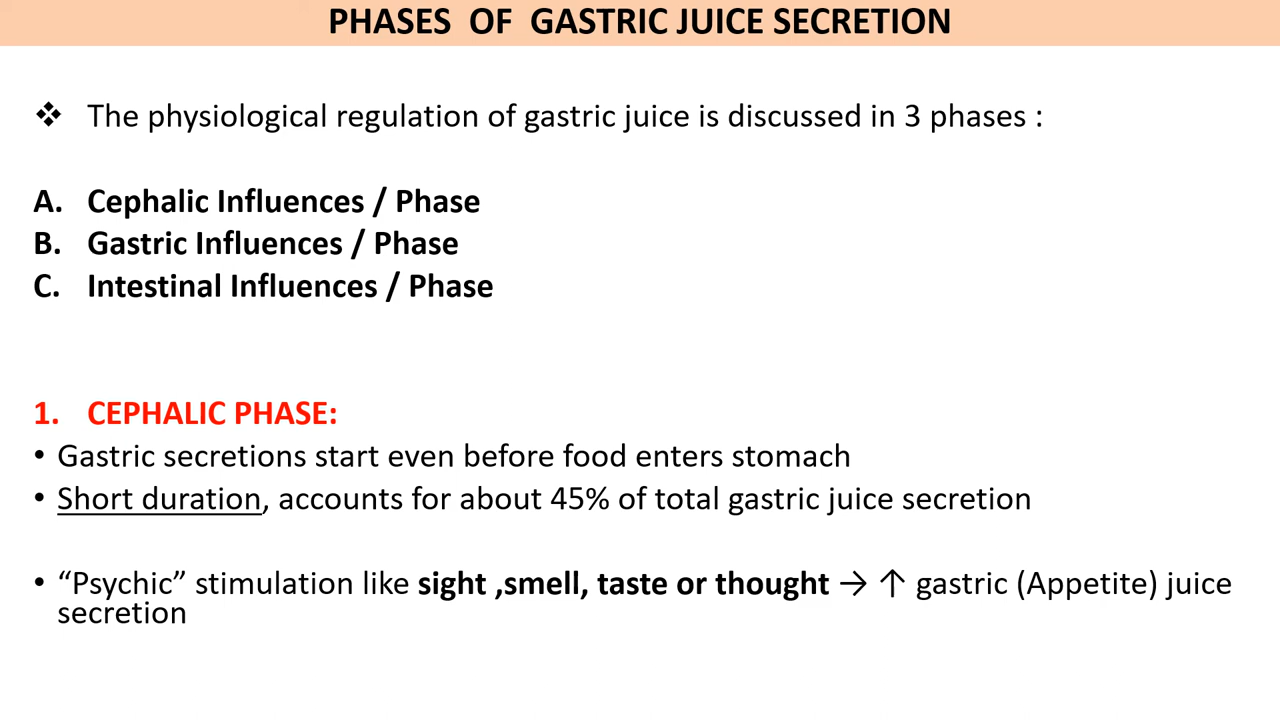 PHASES OF GASTRIC JUICE SECRETION
❖ The physiological regulation of gastric juice is discussed in 3 phases :
A. Cephalic Influences / Phase
B. Gastric Influences / Phase
C. Intestinal Influences / Phase
1. CEPHALIC PHASE:
• Gastric secretions start even before food enters stomach
• Short duration, accounts for about 45% of total gastric juice secretion
• “Psychic” stimulation like sight ,smell, taste or thought → ↑ gastric (Appetite) juice
secretion